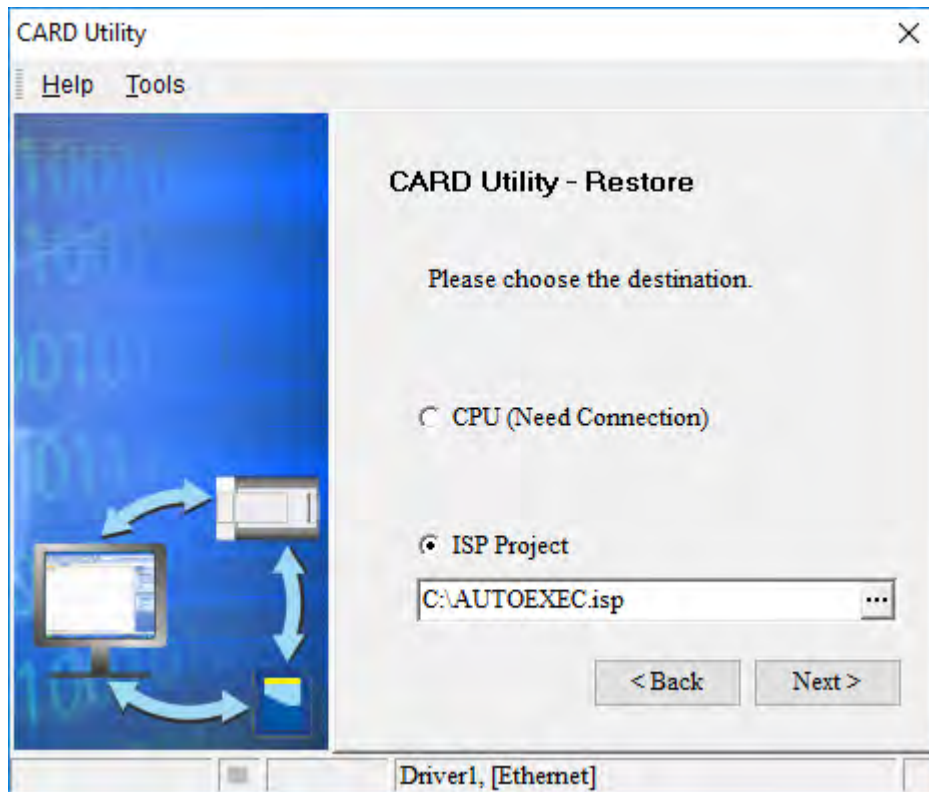 CARD Utility
Help Tools
CARD Utility - Restore
Please choose the destination.
CPU (Need Connection)
ISP Project
C:\AUTOEXEC.isp
...
< Back Next >
Driver1, [Ethernet]